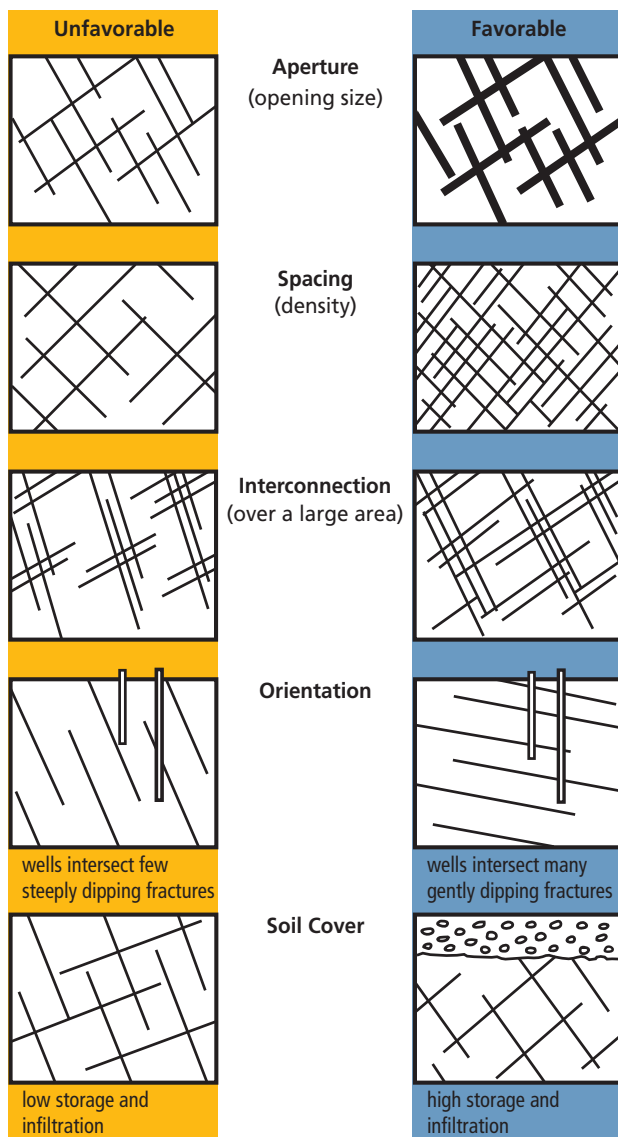 Unfavorable
Favorable
Aperture
(opening size)
Spacing
(density)
Interconnection
(over a large area)
Orientation
wells intersect few
steeply dipping fractures
wells intersect many
gently dipping fractures
Soil Cover
low storage and
infiltration
high storage and
infiltration